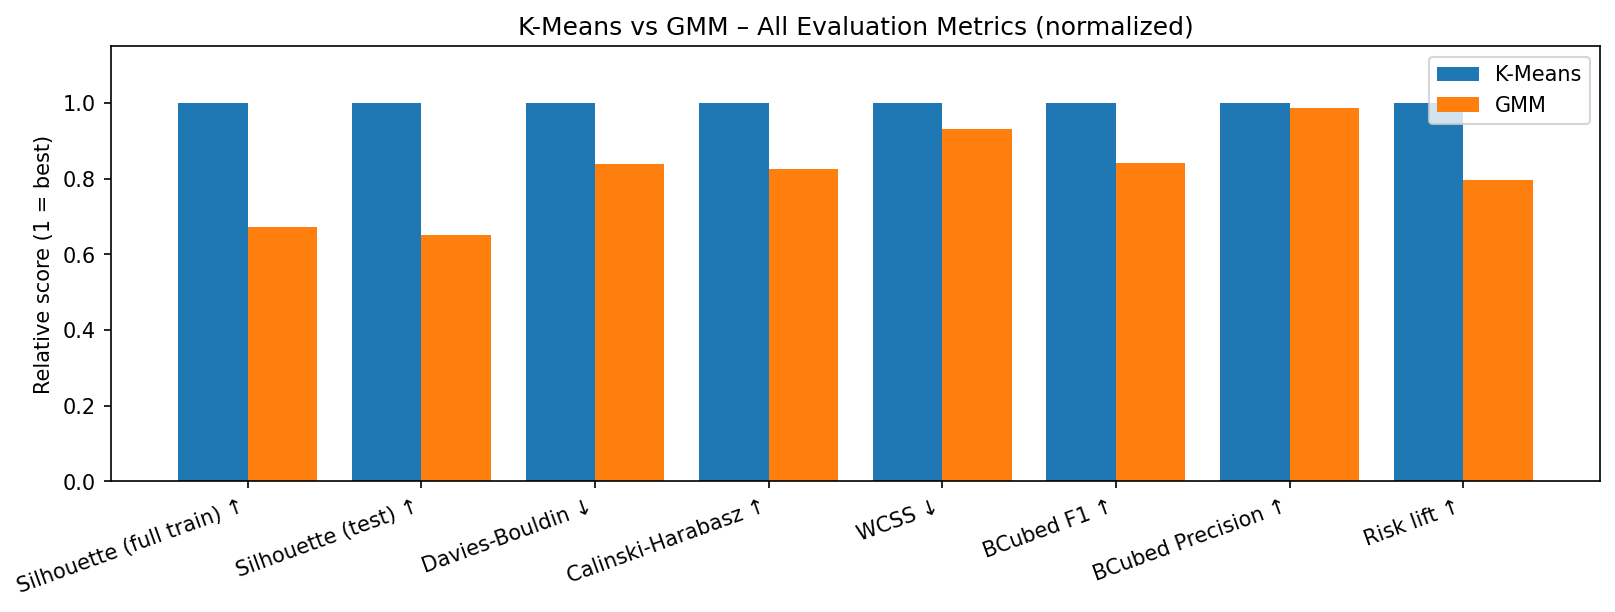 K-Means vs GMM – All Evaluation Metrics (normalized)
K-Means
GMM
Relative score (1 = best)
1.0
0.8
0.6
0.4
0.2
0.0
Silhouette (full train) ↑
Silhouette (test) ↑
Davies-Bouldin ↓
Calinski-Harabasz ↑
WCSS ↓
BCubed F1 ↑
BCubed Precision ↑
Risk lift ↑